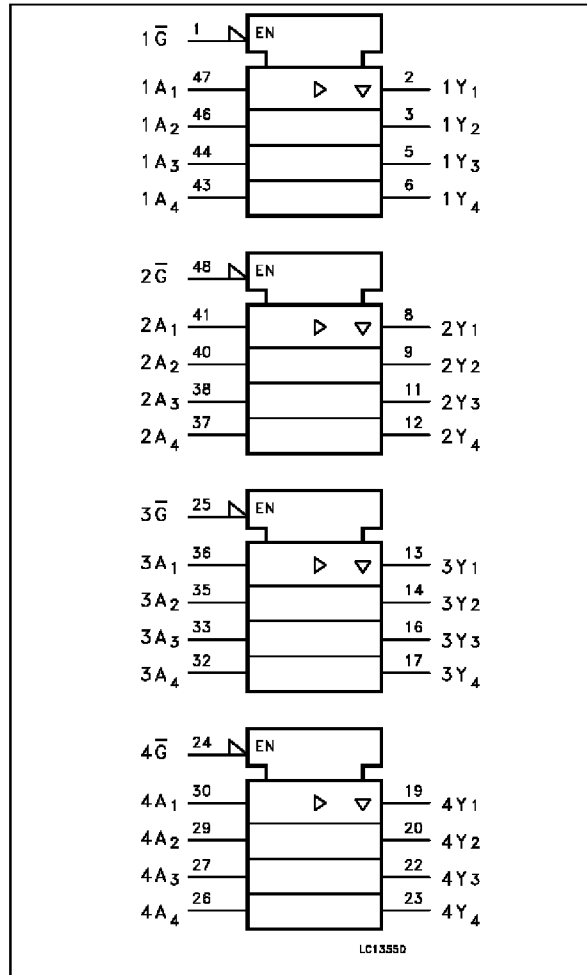 1G̅ 1 EN
1A1 47 2 1Y1
1A2 46 3 1Y2
1A3 44 5 1Y3
1A4 43 6 1Y4
2G̅ 48 EN
2A1 41 8 2Y1
2A2 40 9 2Y2
2A3 38 11 2Y3
2A4 37 12 2Y4
3G̅ 25 EN
3A1 36 13 3Y1
3A2 35 14 3Y2
3A3 33 16 3Y3
3A4 32 17 3Y4
4G̅ 24 EN
4A1 30 19 4Y1
4A2 29 20 4Y2
4A3 27 22 4Y3
4A4 26 23 4Y4
LC13550